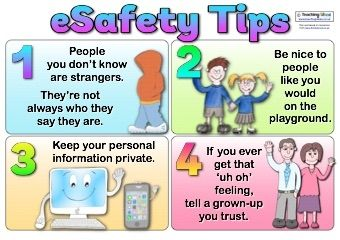 eSafety Tips
Teaching Ideas
1
People
you don't know
are strangers.
They're not
always who they
say they are.
2
Be nice to
people
like you
would
on the
playground.
3
Keep your personal
information private.
4
If you ever
get that
'uh oh'
feeling,
tell a grown-up
you trust.